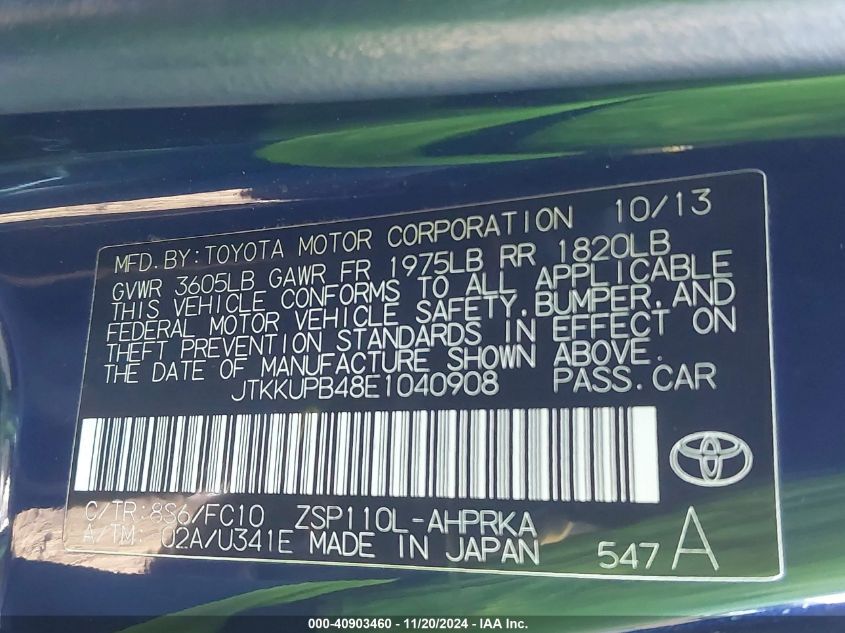 MFD. BY: TOYOTA MOTOR CORPORATION 10/13
GVWR 3605LB GAWR FR 1975LB RR 1820LB
THIS VEHICLE CONFORMS TO ALL APPLICABLE
FEDERAL MOTOR VEHICLE SAFETY, BUMPER, AND
THEFT PREVENTION STANDARDS IN EFFECT ON
THE DATE OF MANUFACTURE SHOWN ABOVE.
JTKKUPB48E1040908 PASS. CAR
C/TR: 8S6/FC10 ZSP110L-AHPRKA
A/TM: 02A/U341E MADE IN JAPAN 547 A
000-40903460 - 11/20/2024 - IAA Inc.